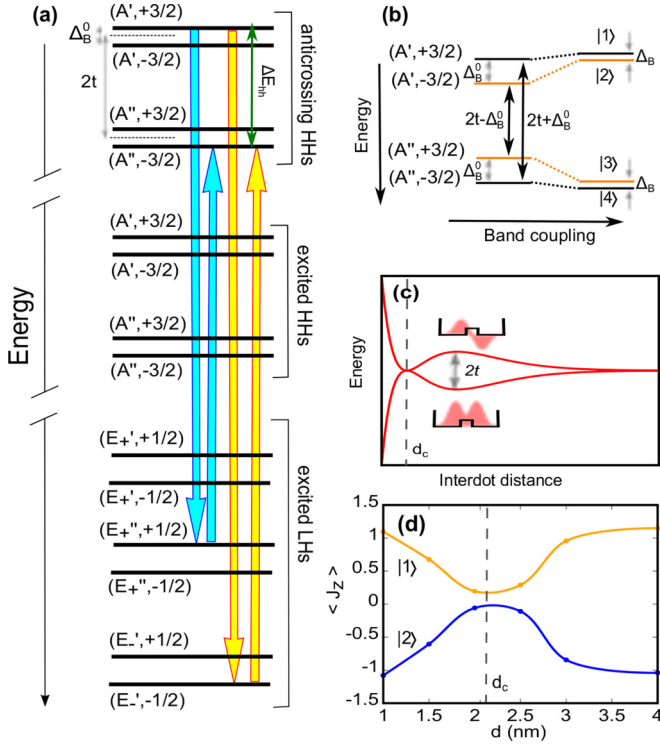 (a)
(A',+3/2)
Δ_B^0
(A',-3/2)
2t
ΔE_hh
(A'',+3/2)
(A'',-3/2)
anticrossing HHs
(A',+3/2)
(A',-3/2)
(A'',+3/2)
(A'',-3/2)
excited HHs
Energy
(E₊',+1/2)
(E₊',-1/2)
(E₊'',+1/2)
(E₊'',-1/2)
(E₋',+1/2)
(E₋',-1/2)
excited LHs
(b)
(A',+3/2)
Δ_B^0
(A',-3/2)
2t-Δ_B^0
2t+Δ_B^0
(A'',+3/2)
Δ_B^0
(A'',-3/2)
|1⟩
Δ_B
|2⟩
|3⟩
Δ_B
|4⟩
Energy
Band coupling
(c)
Energy
2t
d_c
Interdot distance
(d)
1.5
1
0.5
0
-0.5
-1
-1.5
< J_Z >
|1⟩
|2⟩
d_c
1 1.5 2 2.5 3 3.5 4
d (nm)